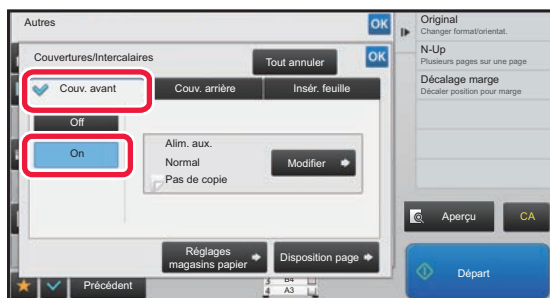 Autres
OK
Couvertures/Intercalaires
Tout annuler
OK
Couv. avant
Couv. arrière
Insér. feuille
Off
On
Alim. aux.
Normal
Pas de copie
Modifier
Réglages
magasins papier
Disposition page
Précédent
B4
4 A3
Original
Changer format/orientat.
N-Up
Plusieurs pages sur une page
Décalage marge
Décaler position pour marge
Aperçu
CA
Départ